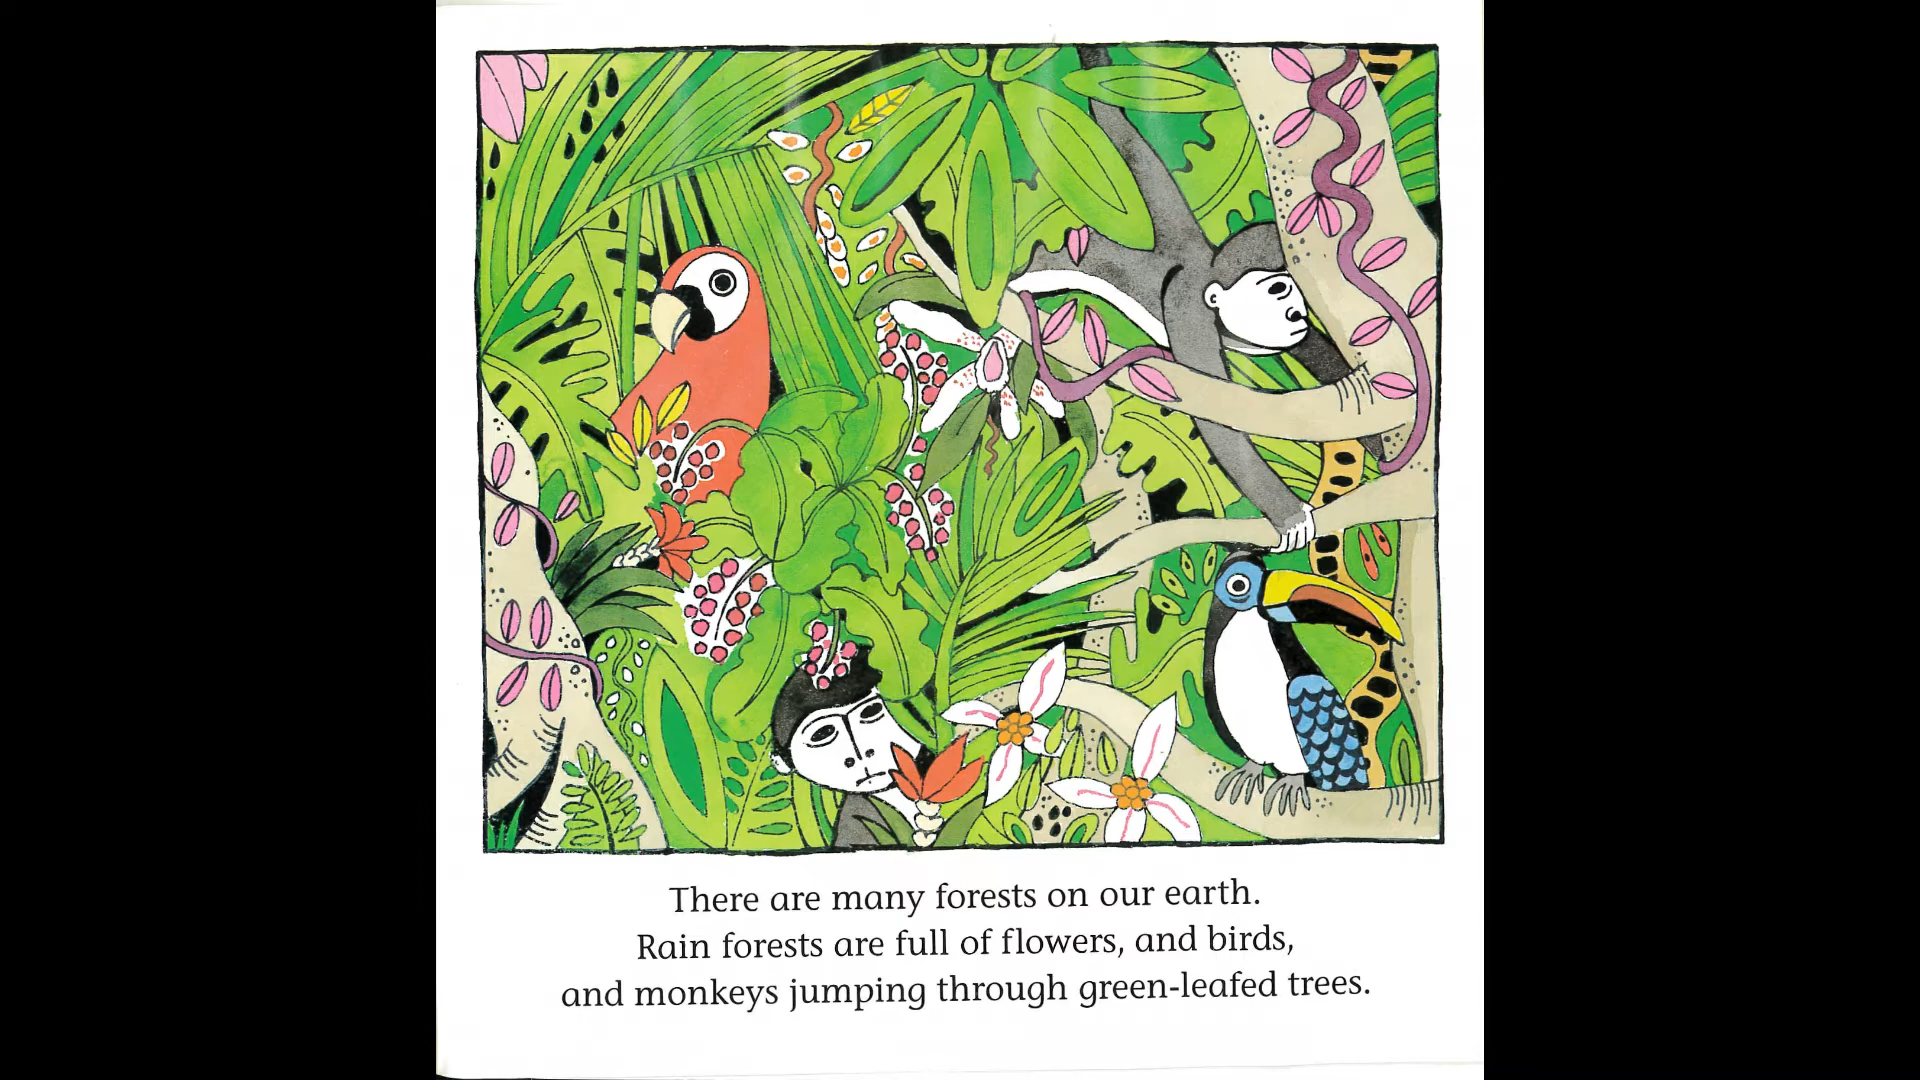 There are many forests on our earth.
Rain forests are full of flowers, and birds,
and monkeys jumping through green-leafed trees.